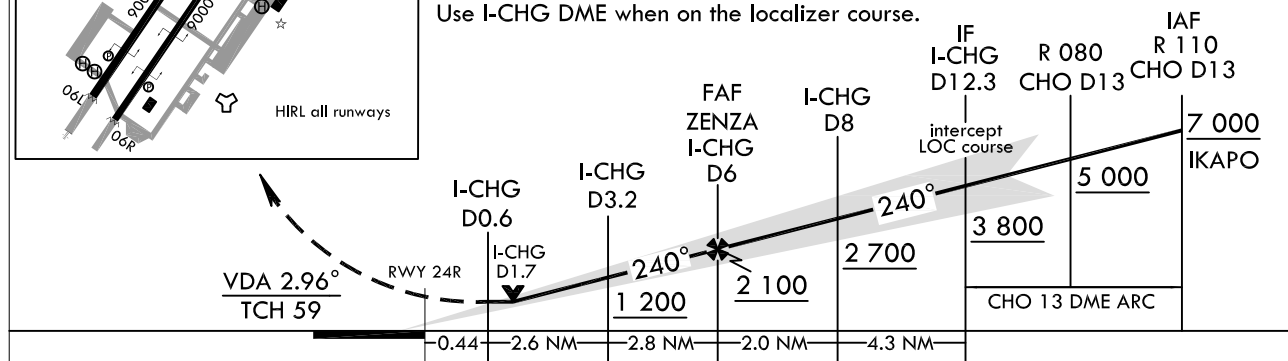 Use I-CHG DME when on the localizer course.
9000
9000
H
H
H
P
P
06L
06R
HIRL all runways
IAF
R 110
CHO D13
IF
I-CHG
D12.3
R 080
CHO D13
FAF
ZENZA
I-CHG
D6
I-CHG
D8
7 000
IKAPO
intercept
LOC course
5 000
I-CHG
D3.2
I-CHG
D0.6
I-CHG
D1.7
240°
240°
3 800
2 700
2 100
1 200
RWY 24R
VDA 2.96°
TCH 59
CHO 13 DME ARC
0.44 2.6 NM 2.8 NM 2.0 NM 4.3 NM